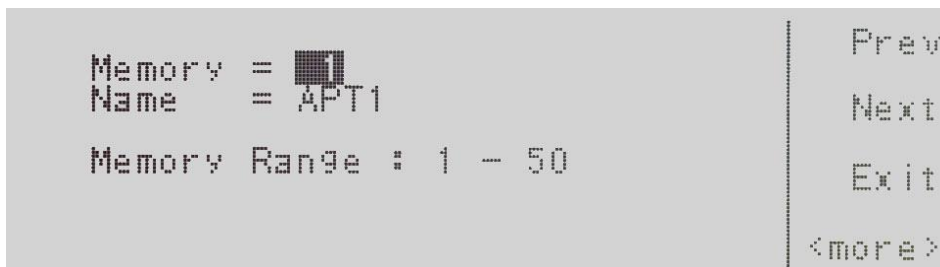 Memory = 1
Name = APT1
Memory Range : 1 - 50
Prev
Next
Exit
<more>